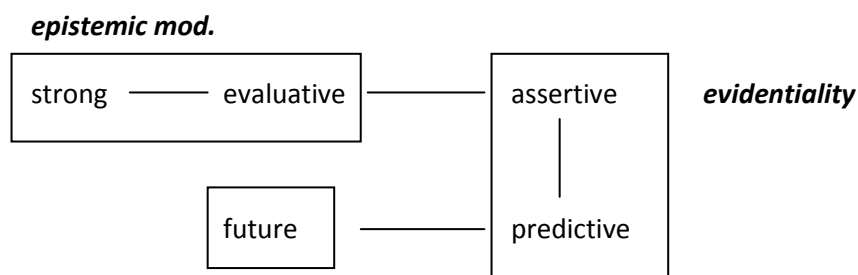 epistemic mod.
strong evaluative assertive evidentiality
future predictive